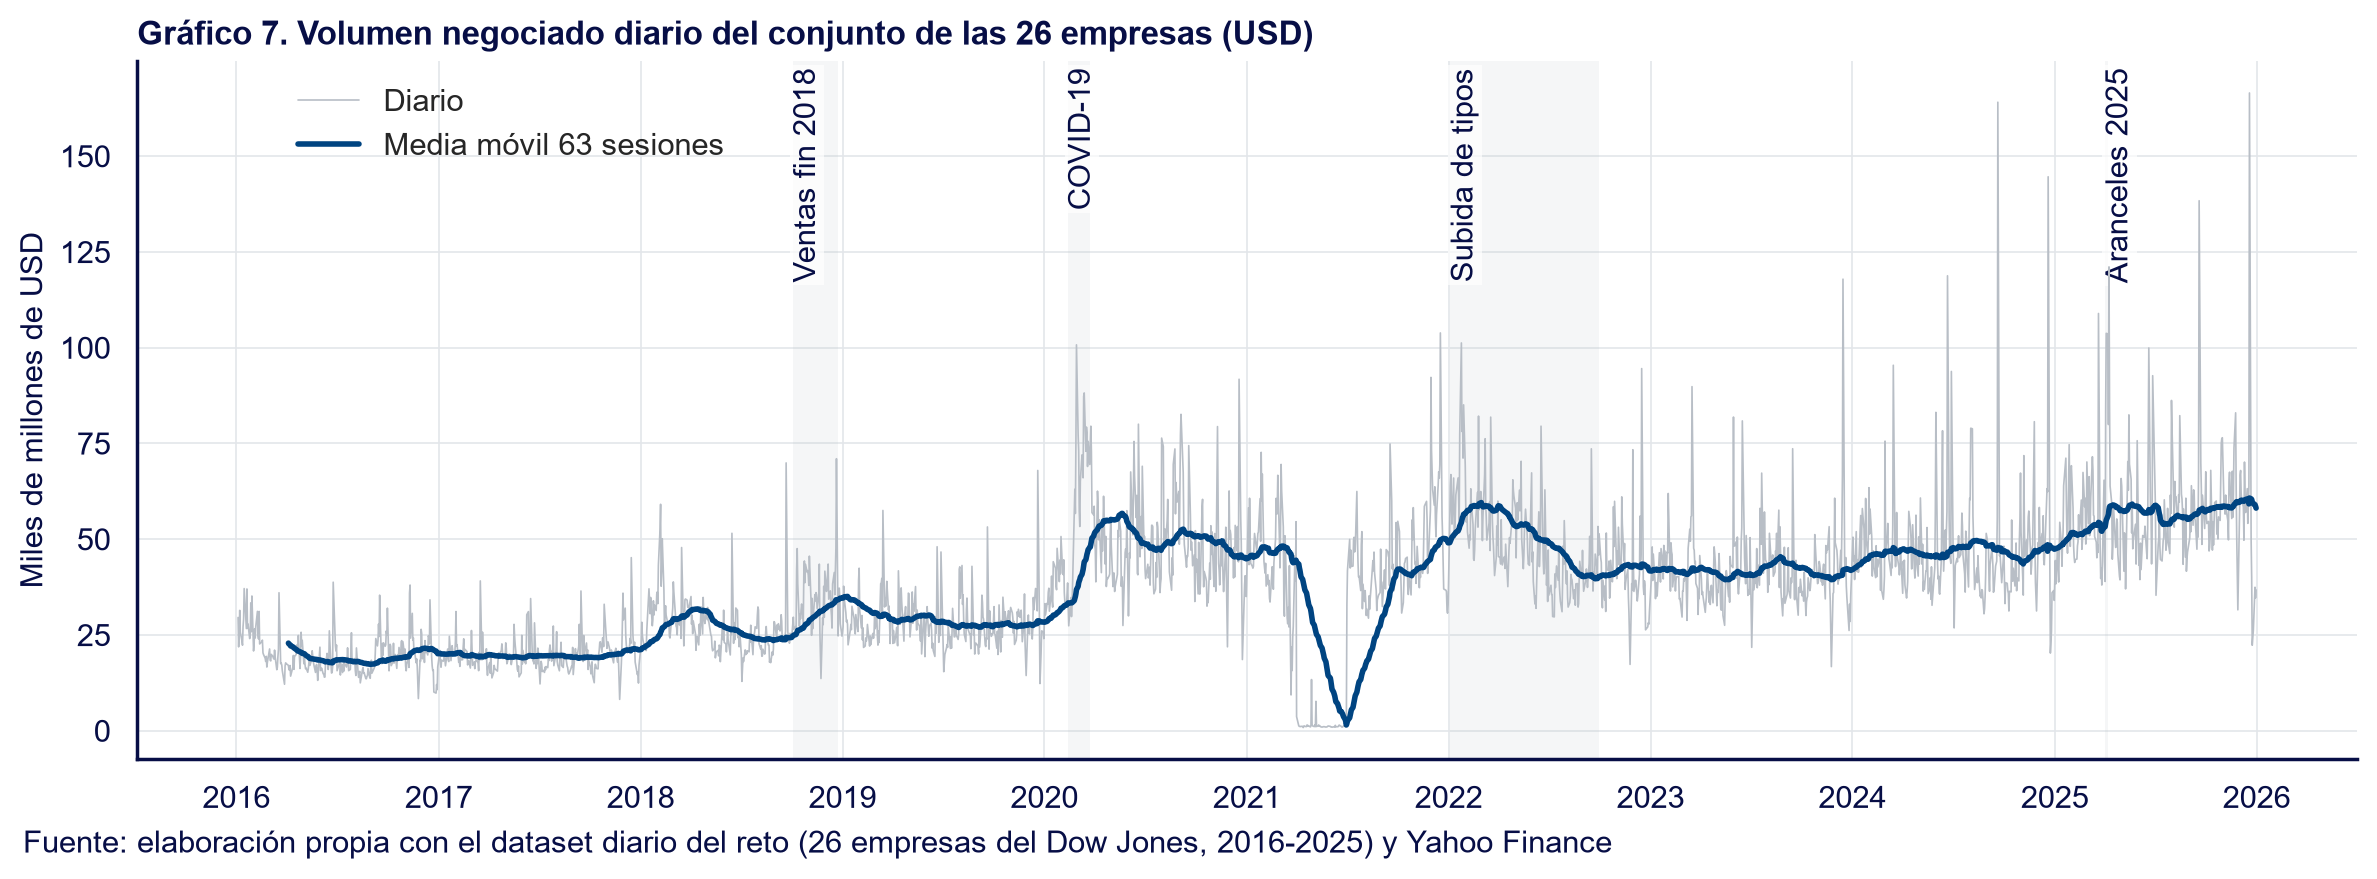 Gráfico 7. Volumen negociado diario del conjunto de las 26 empresas (USD)
Diario
Media móvil 63 sesiones
Ventas fin 2018
COVID-19
Subida de tipos
Aranceles 2025
Miles de millones de USD
150
125
100
75
50
25
0
2016 2017 2018 2019 2020 2021 2022 2023 2024 2025 2026
Fuente: elaboración propia con el dataset diario del reto (26 empresas del Dow Jones, 2016-2025) y Yahoo Finance